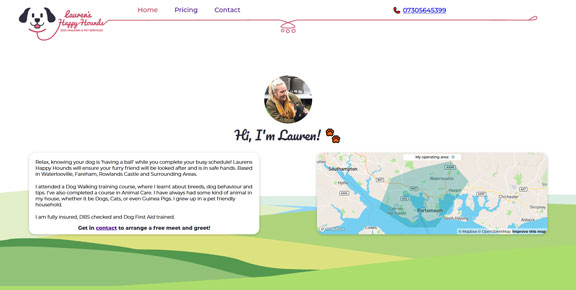 Lauren's
Happy Hounds
DOG WALKING & PET SERVICES
Home
Pricing
Contact
07305645399
Hi, I'm Lauren!
Relax, knowing your dog is 'having a ball' while you complete your busy schedule! Laurens
Happy Hounds will ensure your furry friend will be looked after and is in safe hands. Based
in Waterlooville, Fareham, Rowlands Castle and Surrounding Areas.
I attended a Dog Walking training course, where I learnt about breeds, dog behaviour and
tips. I've also completed a course in Animal Care. I have always had some kind of animal in
my house, whether it be Dogs, Cats, or even Guinea Pigs. I grew up in a pet friendly
household.
I am fully insured, DBS checked and Dog First Aid trained.
Get in contact to arrange a free meet and greet!
My operating area:
Southampton
Waterlooville
Portsmouth
Gosport
South Hayling
Cowes
© Mapbox © OpenStreetMap Improve this map